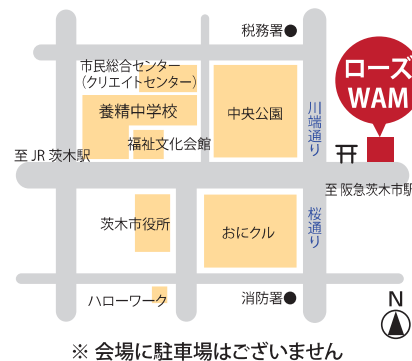 税務署●
市民総合センター
（クリエイトセンター）
ローズ
WAM
養精中学校
中央公園
川端通り
福祉文化会館
至 JR 茨木駅
至 阪急茨木市駅
茨木市役所
おにクル
桜通り
ハローワーク
消防署●
N
※ 会場に駐車場はございません